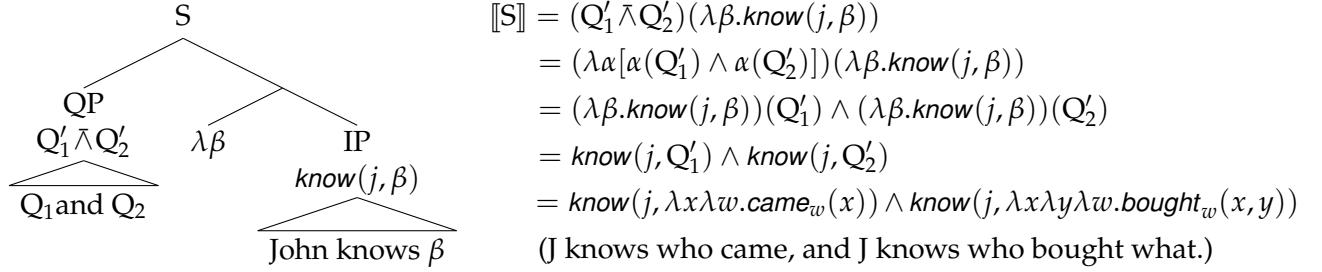 S
QP
Q′₁ ⊼ Q′₂
λβ
IP
know(j, β)
Q₁and Q₂
John knows β
⟦S⟧ = (Q′₁ ⊼ Q′₂)(λβ.know(j, β))
= (λα[α(Q′₁) ∧ α(Q′₂)])(λβ.know(j, β))
= (λβ.know(j, β))(Q′₁) ∧ (λβ.know(j, β))(Q′₂)
= know(j, Q′₁) ∧ know(j, Q′₂)
= know(j, λxλw.came_w(x)) ∧ know(j, λxλyλw.bought_w(x, y))
(J knows who came, and J knows who bought what.)